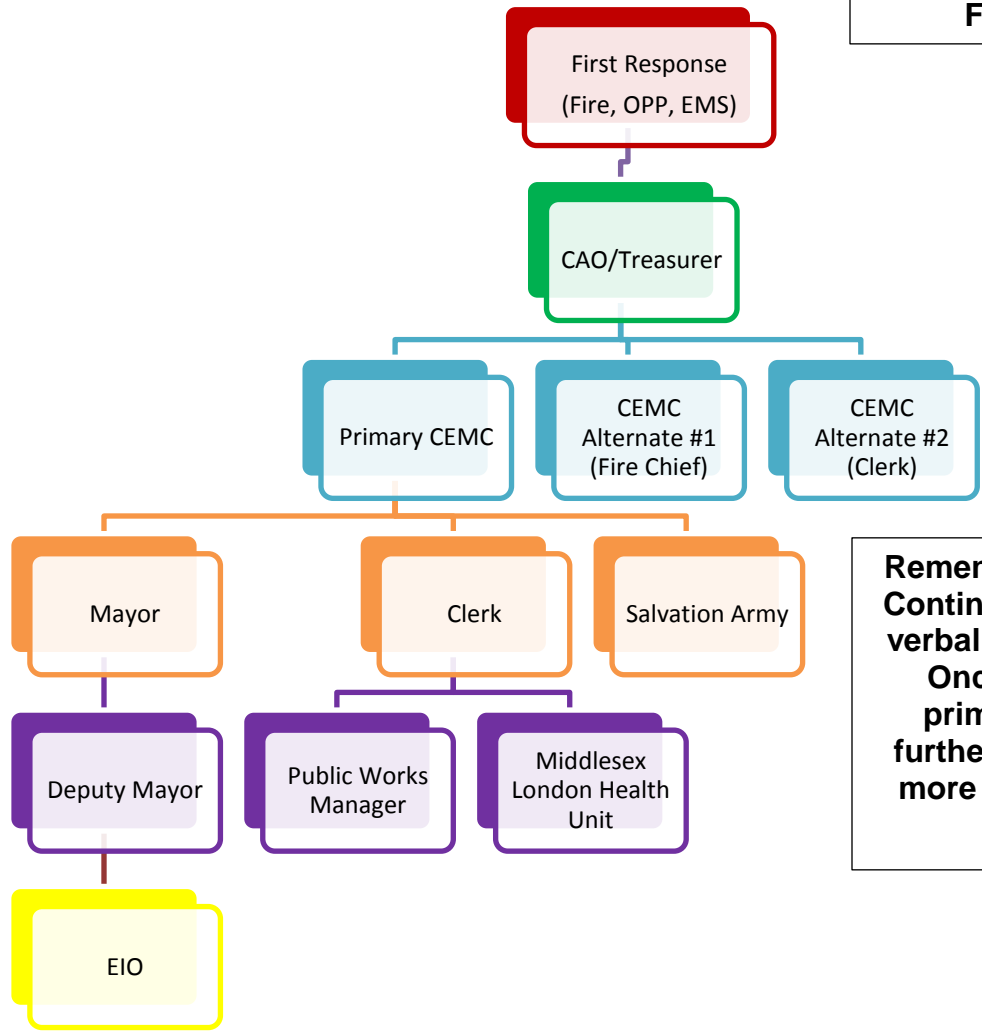 F
First Response
(Fire, OPP, EMS)
CAO/Treasurer
Primary CEMC
CEMC
Alternate #1
(Fire Chief)
CEMC
Alternate #2
(Clerk)
Mayor
Clerk
Salvation Army
Deputy Mayor
Public Works
Manager
Middlesex
London Health
Unit
EIO
Contin
verbal
Onc
prim
furthe
more